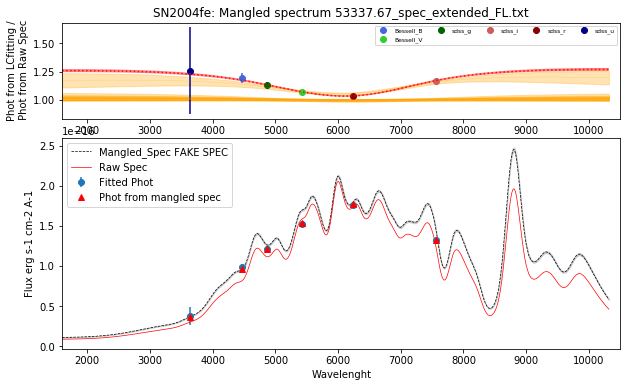 SN2004fe: Mangled spectrum 53337.67_spec_extended_FL.txt
Phot from LCfitting /
Phot from Raw Spec
1.50
1.25
1.00
Bessell_B
Bessell_V
sdss_g
sdss_i
sdss_r
sdss_u
2000 3000 4000 5000 6000 7000 8000 9000 10000
Flux erg s-1 cm-2 A-1
2.5
2.0
1.5
1.0
0.5
0.0
Mangled_Spec FAKE SPEC
Raw Spec
Fitted Phot
Phot from mangled spec
2000 3000 4000 5000 6000 7000 8000 9000 10000
Wavelenght